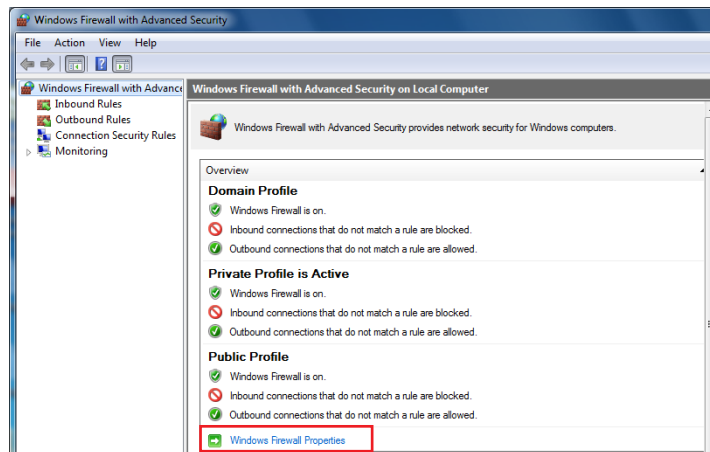 Windows Firewall with Advanced Security
File Action View Help
Windows Firewall with Advance
Inbound Rules
Outbound Rules
Connection Security Rules
Monitoring
Windows Firewall with Advanced Security on Local Computer
Windows Firewall with Advanced Security provides network security for Windows computers.
Overview
Domain Profile
Windows Firewall is on.
Inbound connections that do not match a rule are blocked.
Outbound connections that do not match a rule are allowed.
Private Profile is Active
Windows Firewall is on.
Inbound connections that do not match a rule are blocked.
Outbound connections that do not match a rule are allowed.
Public Profile
Windows Firewall is on.
Inbound connections that do not match a rule are blocked.
Outbound connections that do not match a rule are allowed.
Windows Firewall Properties